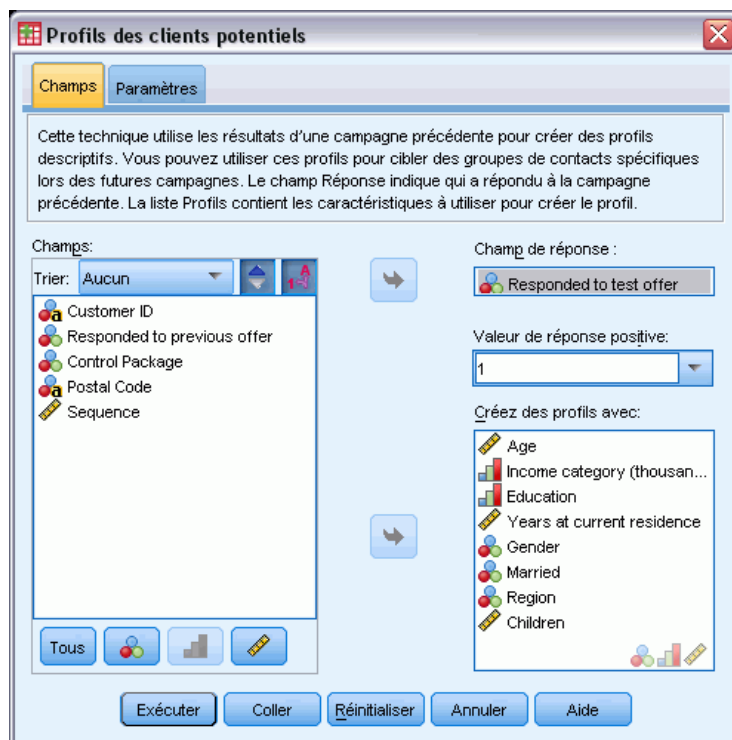 Profils des clients potentiels
Champs
Paramètres
Cette technique utilise les résultats d'une campagne précédente pour créer des profils
descriptifs. Vous pouvez utiliser ces profils pour cibler des groupes de contacts spécifiques
lors des futures campagnes. Le champ Réponse indique qui a répondu à la campagne
précédente. La liste Profils contient les caractéristiques à utiliser pour créer le profil.
Champs:
Trier: Aucun
Customer ID
Responded to previous offer
Control Package
Postal Code
Sequence
Tous
Champ de réponse :
Responded to test offer
Valeur de réponse positive:
1
Créez des profils avec:
Age
Income category (thousan...
Education
Years at current residence
Gender
Married
Region
Children
Exécuter
Coller
Réinitialiser
Annuler
Aide